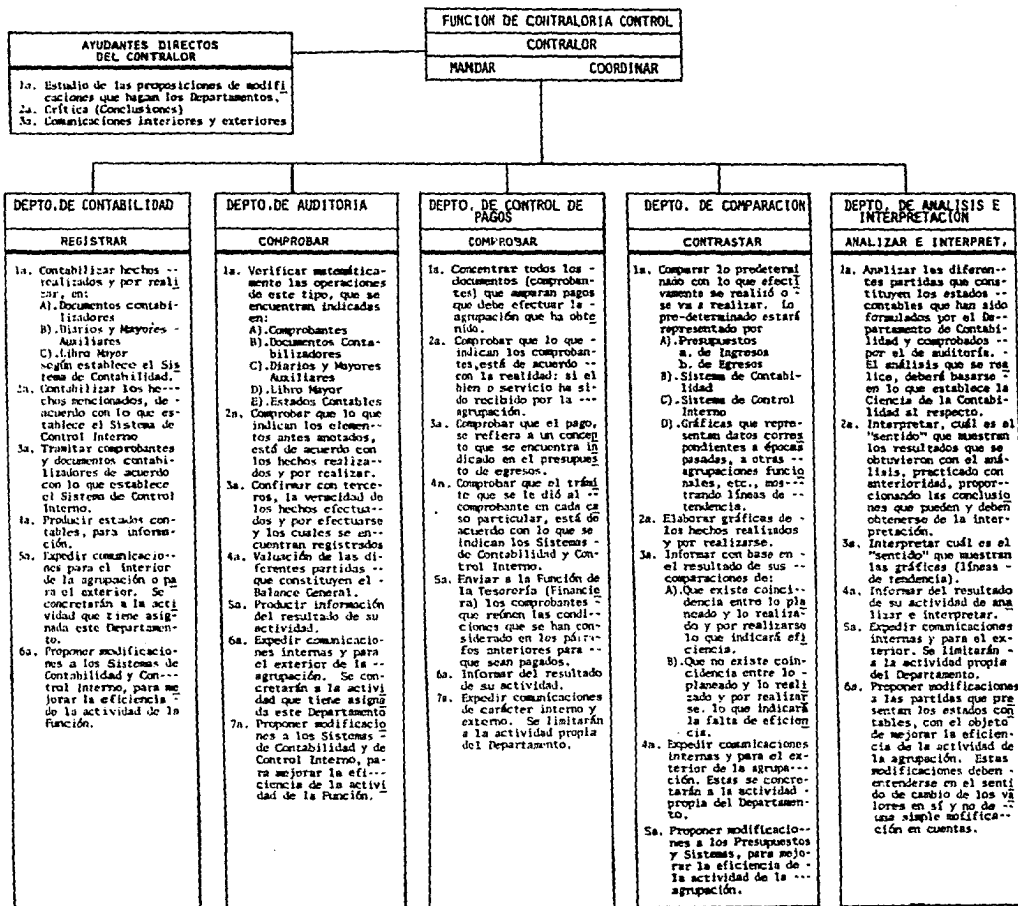 FUNCION DE CONTRALORIA CONTROL
CONTRALOR
MANDAR COORDINAR
AYUDANTES DIRECTOS
DEL CONTRALOR
1a. Estudio de las proposiciones de modifi
caciones que hagan los Departamentos.
2a. Crítica (Conclusiones)
3a. Comunicaciones interiores y exteriores
DEPTO.DE CONTABILIDAD
REGISTRAR
1a. Contabilizar hechos --
realizados y por reali
zar, en:
A).Documentos contabi-
lizadores
B).Diarios y Mayores -
Auxiliares
C).Libro Mayor
según establece el Sis
tema de Contabilidad.
2a. Contabilizar los he---
chos mencionados, de -
acuerdo con lo que es-
tablece el Sistema de
Control Interno
3a. Tramitar comprobantes
y documentos contabi-
lizadores de acuerdo
con lo que establece
el Sistema de Control
Interno.
4a. Producir estados con-
tables, para informa-
ción.
5a. Expedir comunicacio--
nes para el interior
de la agrupación o pa
ra el exterior. Se
concretarán a la acti
vidad que tiene asig-
nada este Departamen-
to.
6a. Proponer modificacio-
nes a los Sistemas de
Contabilidad y Con---
trol Interno, para me
jorar la eficiencia -
de la actividad de la
Función.
DEPTO.DE AUDITORIA
COMPROBAR
1a. Verificar matemática-
mente las operaciones
de este tipo, que se
encuentran indicadas
en:
A).Comprobantes
B).Documentos Conta-
bilizadores
C).Diarios y Mayores
Auxiliares
D).Libro Mayor
E).Estados Contables
2a. Comprobar que lo que
indican los elemen--
tos antes anotados,
está de acuerdo con
los hechos realiza--
dos y por realizar.
3a. Confirmar con terce-
ros, la veracidad de
los hechos efectua--
dos y por efectuarse
y los cuales se en--
cuentran registrados
4a. Valuación de las di-
ferentes partidas --
que constituyen el -
Balance General.
5a. Producir información
del resultado de su
actividad.
6a. Expedir comunicacio-
nes internas y para
el exterior de la --
agrupación. Se con-
cretarán a la activi
dad que tiene asigna
da este Departamento
7a. Proponer modificacio
nes a los Sistemas -
de Contabilidad y de
Control Interno, pa-
ra mejorar la efi---
ciencia de la activi
dad de la Función.
DEPTO. DE CONTROL DE
PAGOS
COMPROBAR
1a. Concentrar todos los -
documentos (comproban-
tes) que amparan pagos
que debe efectuar la -
agrupación que ha obte
nido.
2a. Comprobar que lo que -
indican los comproban-
tes,está de acuerdo --
con la realidad: si el
bien o servicio ha si-
do recibido por la ---
agrupación.
3a. Comprobar que el pago,
se refiera a un concep
to que se encuentra in
dicado en el presupues
to de egresos.
4a. Comprobar que el trámi
te que se le dió al --
comprobante en cada ca
so particular, está de
acuerdo con lo que se
indican los Sistemas -
de Contabilidad y Con-
trol Interno.
5a. Enviar a la Función de
la Tesorería (Financie
ra) los comprobantes -
que reúnen las condi--
ciones que se han con-
siderado en los párra-
fos anteriores para --
que sean pagados.
6a. Informar del resultado
de su actividad.
7a. Expedir comunicaciones
de carácter interno y
externo. Se limitarán
a la actividad propia
del Departamento.
DEPTO. DE COMPARACION
CONTRASTAR
1a. Comparar lo predetermi
nado con lo que efecti
vamente se realizó o -
se va a realizar. Lo
pre-determinado estará
representado por
A).Presupuestos
a. de Ingresos
b. de Egresos
B).Sistema de Contabi-
lidad
C).Sistema de Control
Interno
D).Gráficas que repre-
sentan datos corres
pondientes a épocas
pasadas, a otras --
agrupaciones funcio
nales, etc., mos---
trando líneas de --
tendencia.
2a. Elaborar gráficas de -
los hechos realizados
y por realizarse.
3a. Informar con base en -
el resultado de sus --
comparaciones de:
A).Que existe coinci--
dencia entre lo pla
neado y lo realiza-
do y por realizarse
lo que indicará efi
ciencia.
B).Que no existe coin-
cidencia entre lo -
planeado y lo reali
zado y por realizar
se. lo que indicará
la falta de eficien
cia.
4a. Expedir comunicaciones
internas y para el ex-
terior de la agrupa---
ción. Estas se concre-
tarán a la actividad -
propia del Departamen-
to.
5a. Proponer modificacio--
nes a los Presupuestos
y Sistemas, para mejo-
rar la eficiencia de -
la actividad de la ---
agrupación.
DEPTO. DE ANALISIS E
INTERPRETACION
ANALIZAR E INTERPRET.
1a. Analizar las diferen--
tes partidas que cons-
tituyen los estados --
contables que han sido
formulados por el De--
partamento de Contabi-
lidad y comprobados --
por el de auditoría. -
El análisis que se rea
lice, deberá basarse -
en lo que establece la
Ciencia de la Contabi-
lidad al respecto.
2a. Interpretar, cuál es el
"sentido" que muestran
los resultados que se
obtuvieron con el aná-
lisis, practicado con
anterioridad, propor--
cionando las conclusio
nes que pueden y deben
obtenerse de la inter-
pretación.
3a. Interpretar cuál es el
"sentido" que muestran
las gráficas (líneas -
de tendencia).
4a. Informar del resultado
de su actividad de ana
lizar e interpretar.
5a. Expedir comunicaciones
internas y para el ex-
terior. Se limitarán -
a la actividad propia
del Departamento.
6a. Proponer modificaciones
a las partidas que pre
sentan los estados con
tables, con el objeto
de mejorar la eficien-
cia de la actividad de
la agrupación. Estas
modificaciones deben -
entenderse en el senti
do de cambio de los va
lores en sí y no de --
una simple mofifica--
ción en cuentas.